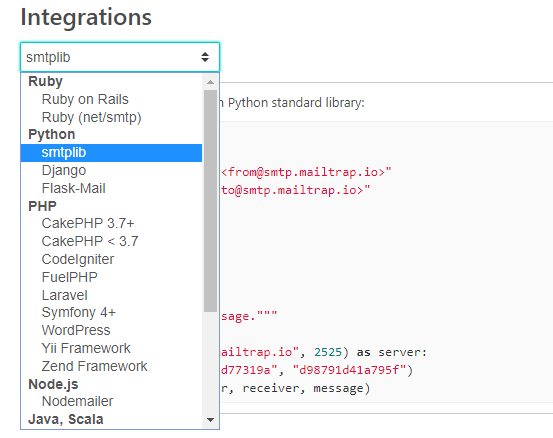 Integrations
smtplib
Ruby
Ruby on Rails
Ruby (net/smtp)
Python
smtplib
Django
Flask-Mail
PHP
CakePHP 3.7+
CakePHP < 3.7
CodeIgniter
FuelPHP
Laravel
Symfony 4+
WordPress
Yii Framework
Zend Framework
Node.js
Nodemailer
Java, Scala
Python standard library:
<from@smtp.mailtrap.io>"
to@smtp.mailtrap.io>"
sage."""
ailtrap.io", 2525) as server:
d77319a", "d98791d41a795f")
r, receiver, message)